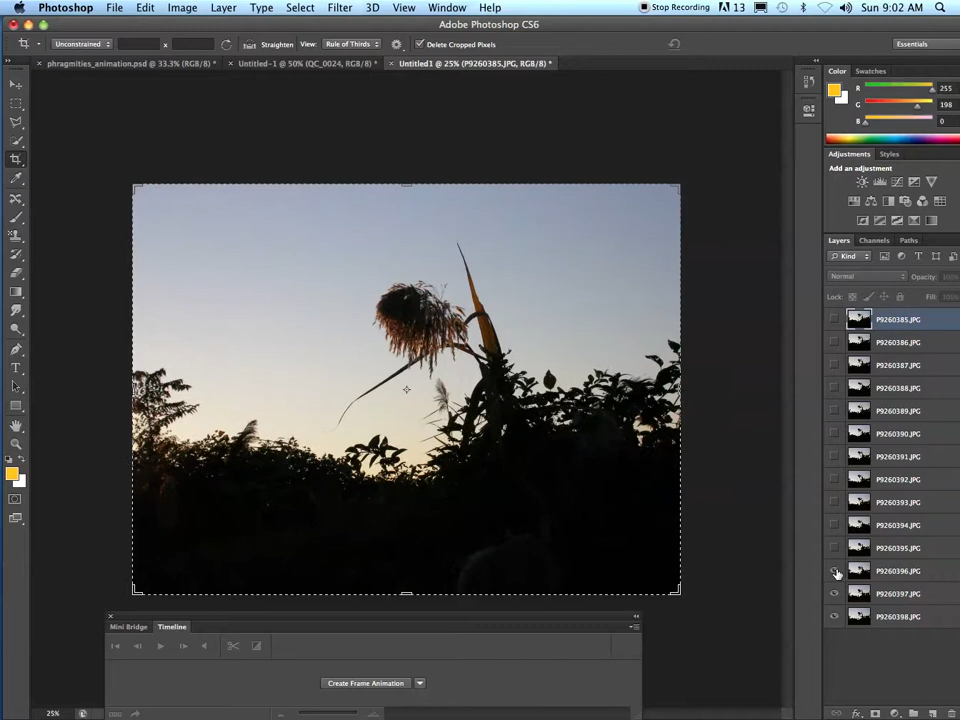 Photoshop File Edit Image Layer Type Select Filter 3D View Window Help Stop Recording 13 Sun 9:02 AM
Adobe Photoshop CS6
Unconstrained x Straighten View: Rule of Thirds Delete Cropped Pixels Essentials
× phragmities_animation.psd @ 33.3% (RGB/8) * × Untitled-1 @ 50% (QC_0024, RGB/8) * × Untitled1 @ 25% (P9260385.JPG, RGB/8) *
Color Swatches
R 255
G 198
B 0
Adjustments Styles
Add an adjustment
Layers Channels Paths
Kind
Normal Opacity: 100%
Lock: Fill: 100%
P9260385.JPG
P9260386.JPG
P9260387.JPG
P9260388.JPG
P9260389.JPG
P9260390.JPG
P9260391.JPG
P9260392.JPG
P9260393.JPG
P9260394.JPG
P9260395.JPG
P9260396.JPG
P9260397.JPG
P9260398.JPG
Mini Bridge Timeline
Create Frame Animation
25%
fx